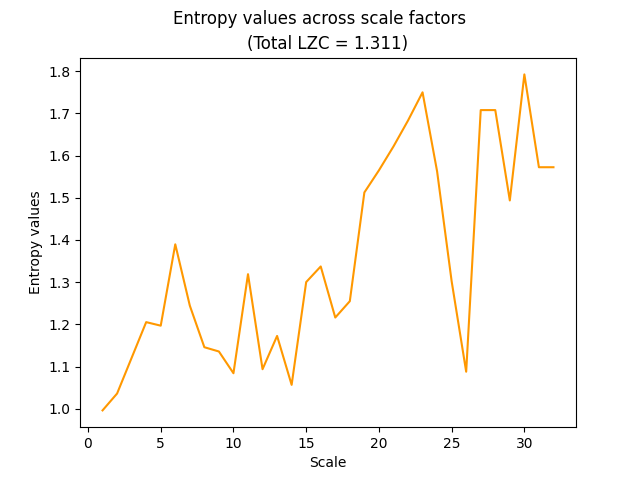 Entropy values across scale factors
(Total LZC = 1.311)
1.8
1.7
1.6
1.5
1.4
1.3
1.2
1.1
1.0
Entropy values
0 5 10 15 20 25 30
Scale